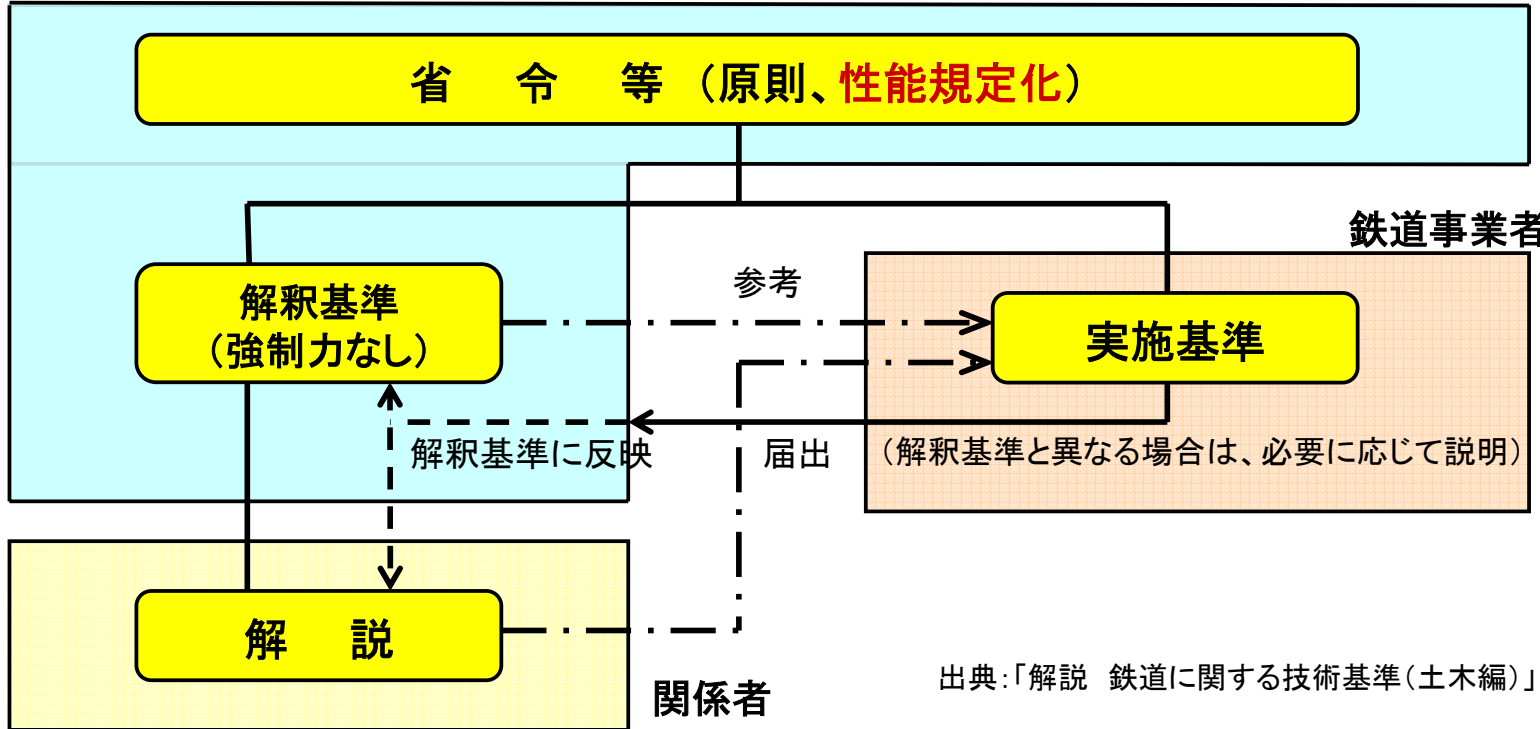 省　令　等（原則、性能規定化）
鉄道事業者
解釈基準
（強制力なし）
参考
実施基準
解釈基準に反映
届出
（解釈基準と異なる場合は、必要に応じて説明）
解　説
関係者
出典：「解説　鉄道に関する技術基準（土木編）」